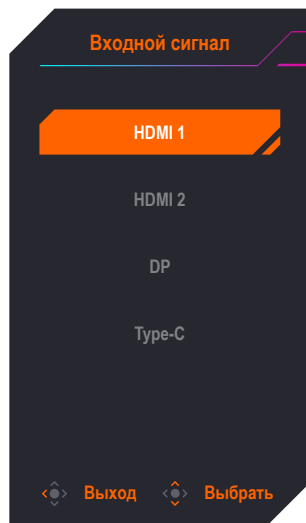 Входной сигнал
HDMI 1
HDMI 2
DP
Type-C
Выход Выбрать